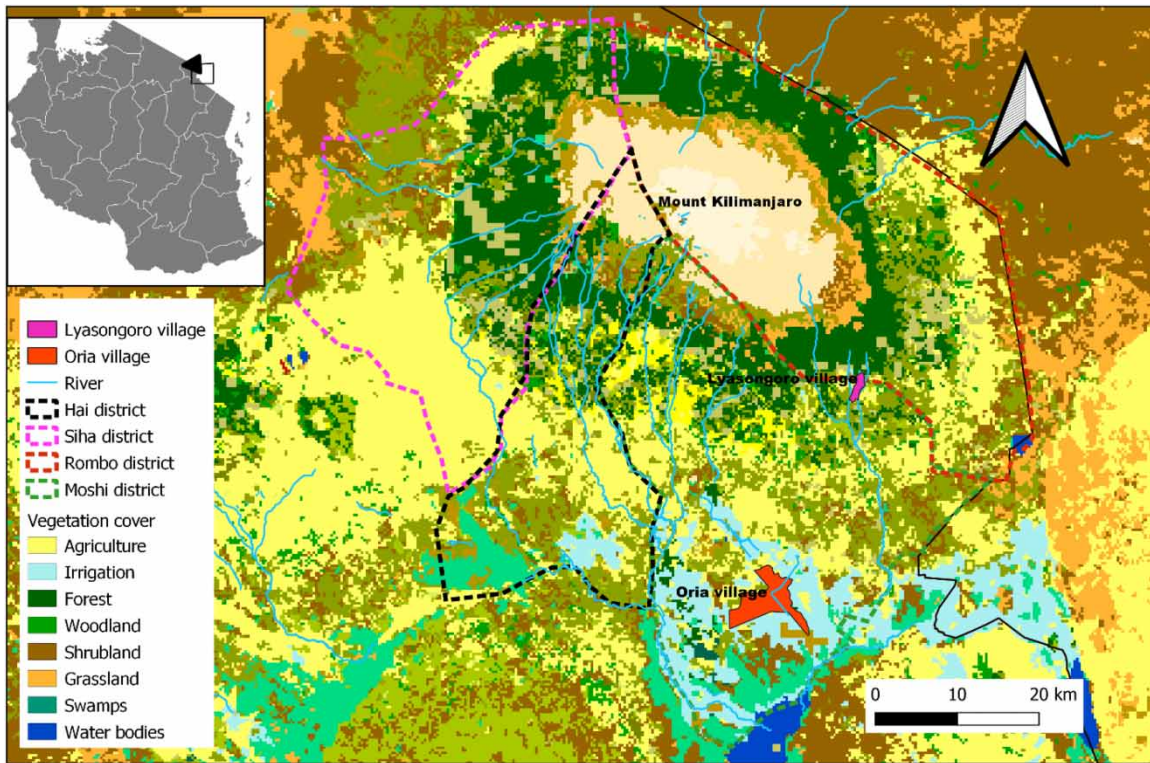 Mount Kilimanjaro
Lyasongoro village
Oria village
Lyasongoro village
Oria village
River
Hai district
Siha district
Rombo district
Moshi district
Vegetation cover
Agriculture
Irrigation
Forest
Woodland
Shrubland
Grassland
Swamps
Water bodies
0 10 20 km